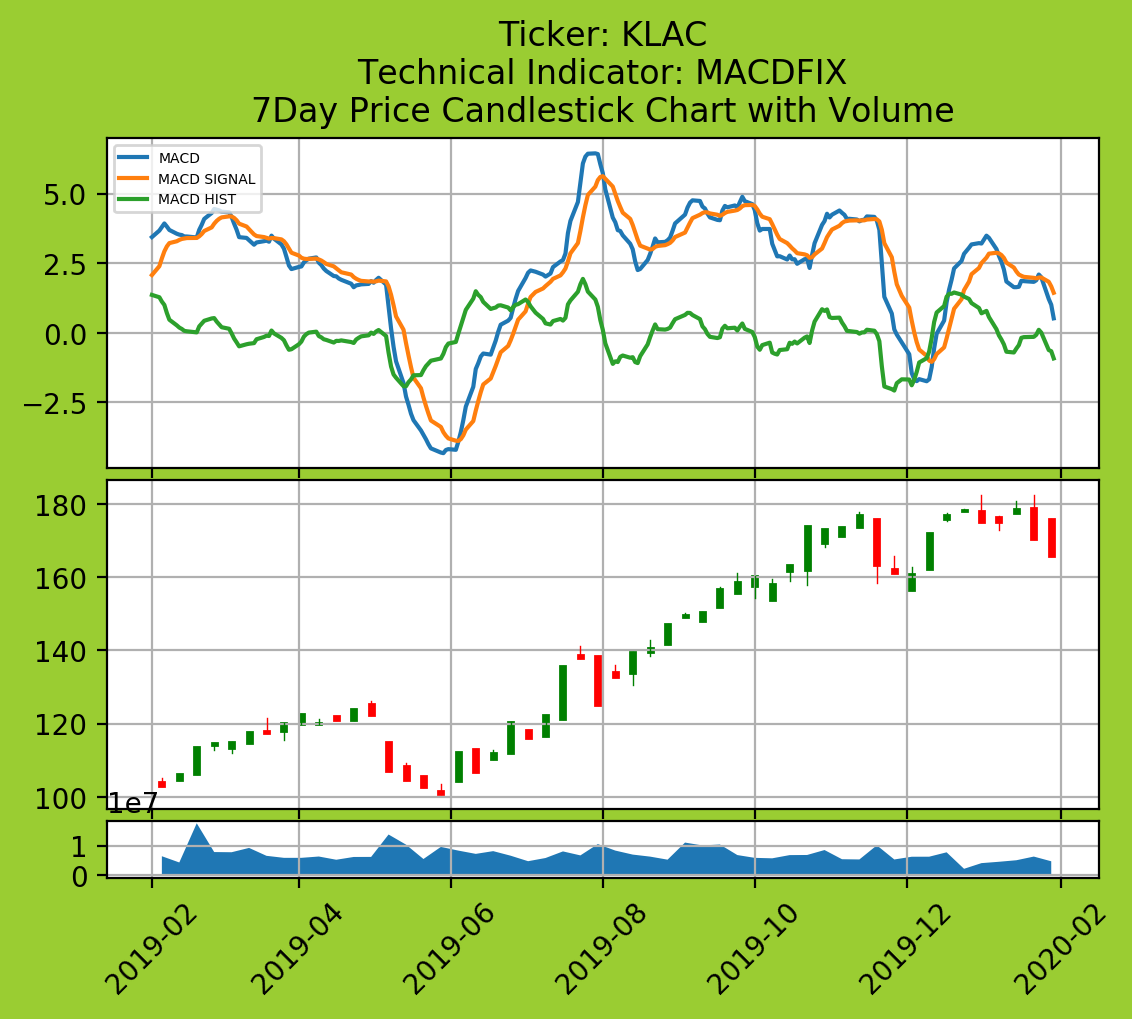 Ticker: KLAC
Technical Indicator: MACDFIX
7Day Price Candlestick Chart with Volume
MACD
MACD SIGNAL
MACD HIST
5.0
2.5
0.0
−2.5
180
160
140
120
100
1e7
1
0
2019-02
2019-04
2019-06
2019-08
2019-10
2019-12
2020-02